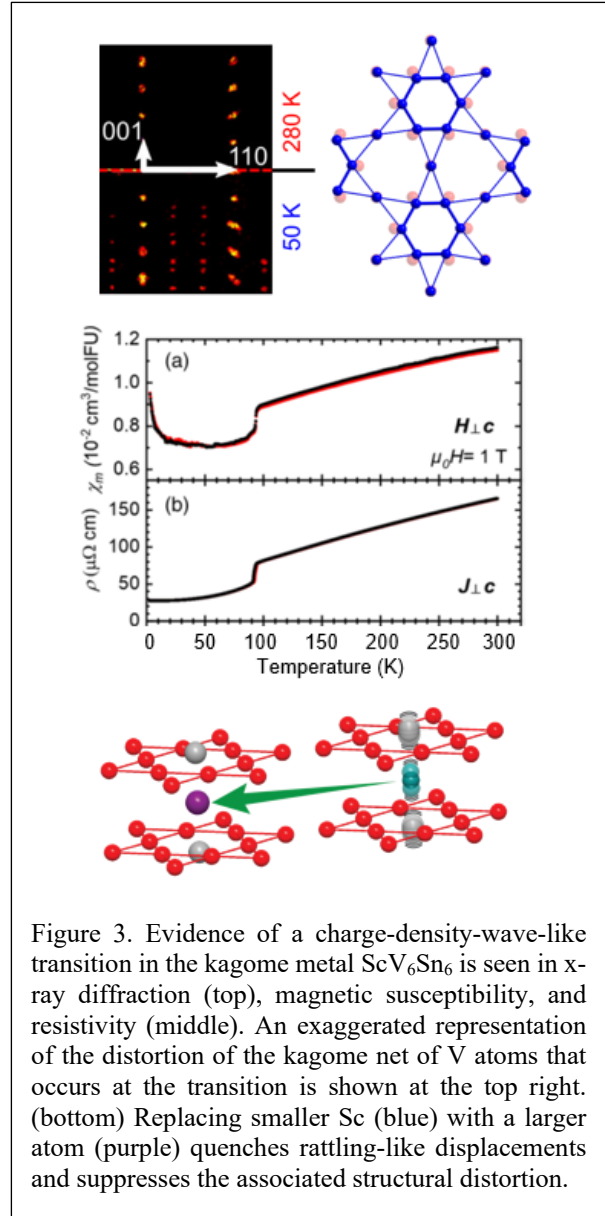 001
110
280 K
50 K
χm (10-2 cm3/molFU)
1.2
1.0
0.8
0.6
(a)
H⊥c
μ0H= 1 T
ρ (μΩ cm)
150
100
50
0
(b)
J⊥c
0 50 100 150 200 250 300
Temperature (K)
Figure 3. Evidence of a charge-density-wave-like
transition in the kagome metal ScV6Sn6 is seen in x-
ray diffraction (top), magnetic susceptibility, and
resistivity (middle). An exaggerated representation
of the distortion of the kagome net of V atoms that
occurs at the transition is shown at the top right.
(bottom) Replacing smaller Sc (blue) with a larger
atom (purple) quenches rattling-like displacements
and suppresses the associated structural distortion.